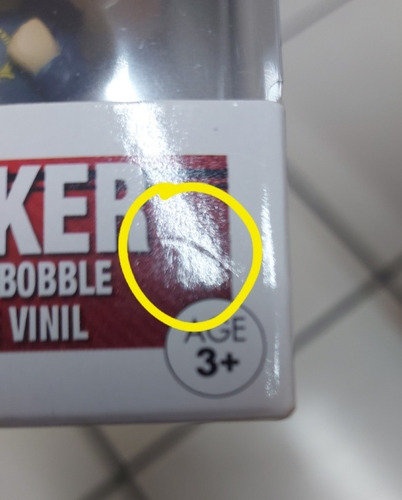 KER
BOBBLE
VINIL
AGE
3+